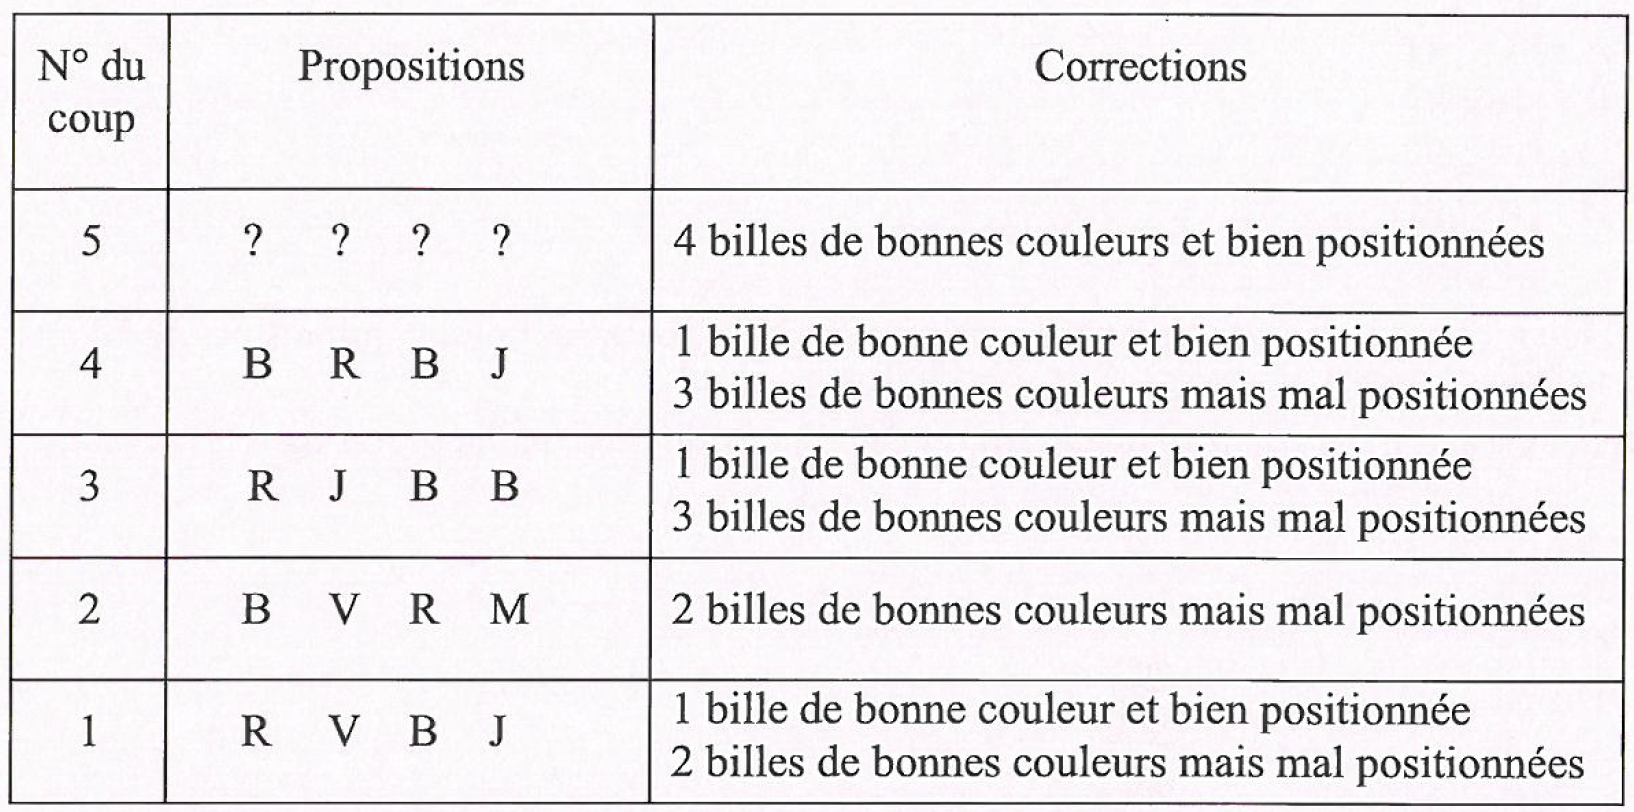 N° du coup Propositions Corrections
5 ? ? ? ? 4 billes de bonnes couleurs et bien positionnées
4 B R B J 1 bille de bonne couleur et bien positionnée
3 billes de bonnes couleurs mais mal positionnées
3 R J B B 1 bille de bonne couleur et bien positionnée
3 billes de bonnes couleurs mais mal positionnées
2 B V R M 2 billes de bonnes couleurs mais mal positionnées
1 R V B J 1 bille de bonne couleur et bien positionnée
2 billes de bonnes couleurs mais mal positionnées